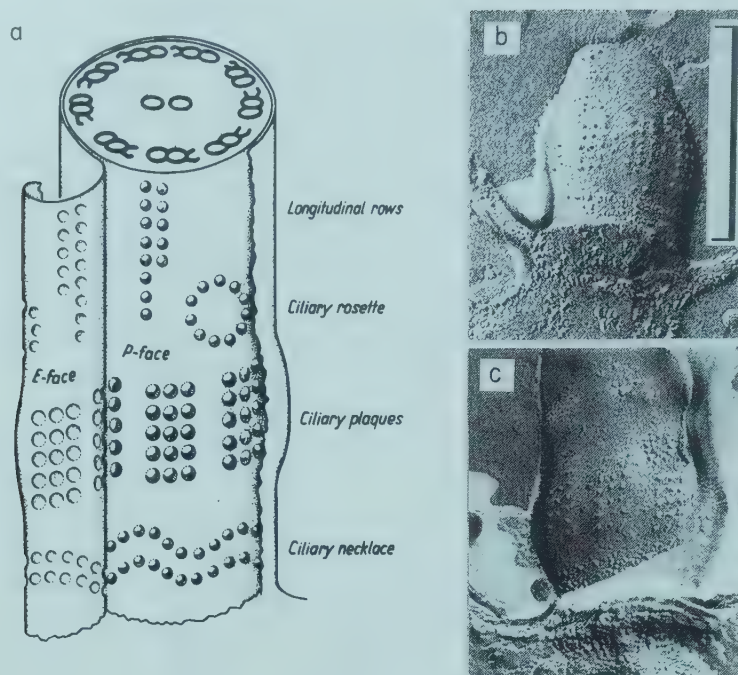 a
b
Longitudinal rows
Ciliary rosette
P-face
E-face
c
Ciliary plaques
Ciliary necklace